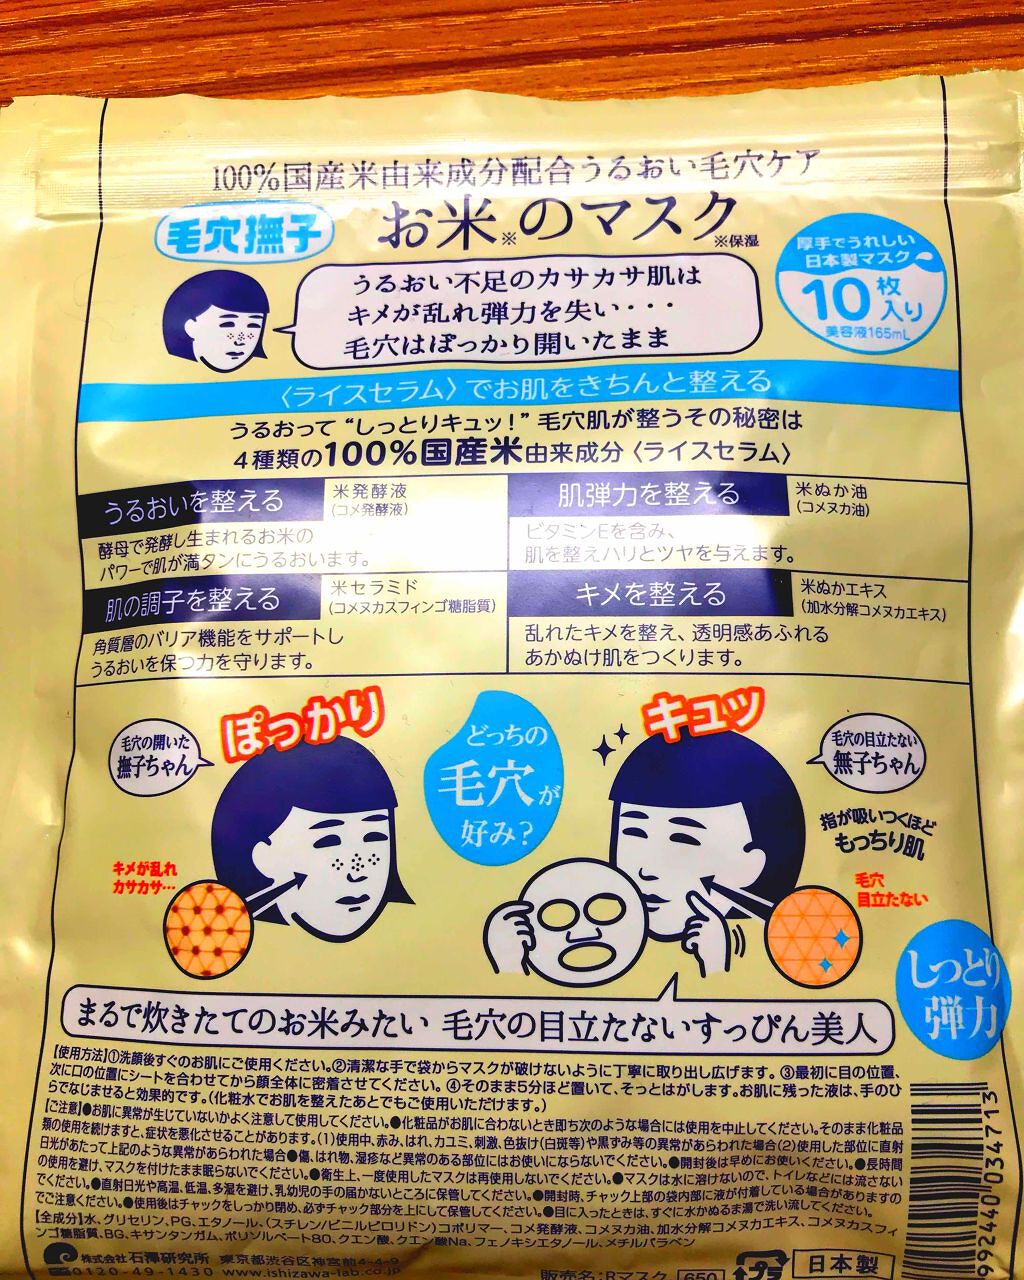 100%国産米由来成分配合うるおい毛穴ケア
毛穴撫子
お米※のマスク
※保湿
厚手でうれしい
日本製マスク
10枚入り
美容液165mL
うるおい不足のカサカサ肌は
キメが乱れ弾力を失い・・・
毛穴はぽっかり開いたまま
〈ライスセラム〉でお肌をきちんと整える
うるおって“しっとりキュッ!”毛穴肌が整うその秘密は
4種類の100%国産米由来成分〈ライスセラム〉
うるおいを整える
米発酵液
(コメ発酵液)
酵母で発酵し生まれるお米の
パワーで肌が満タンにうるおいます。
肌弾力を整える
米ぬか油
(コメヌカ油)
ビタミンEを含み、
肌を整えハリとツヤを与えます。
肌の調子を整える
米セラミド
(コメヌカスフィンゴ糖脂質)
角質層のバリア機能をサポートし
うるおいを保つ力を守ります。
キメを整える
米ぬかエキス
(加水分解コメヌカエキス)
乱れたキメを整え、透明感あふれる
あかぬけ肌をつくります。
毛穴の開いた
撫子ちゃん
ぽっかり
どっちの
毛穴が
好み?
キュッ
毛穴の目立たない
無子ちゃん
指が吸いつくほど
もっちり肌
キメが乱れ
カサカサ…
毛穴
目立たない
しっとり
弾力
まるで炊きたてのお米みたい 毛穴の目立たないすっぴん美人
【使用方法】①洗顔後すぐのお肌にご使用ください。②清潔な手で袋からマスクが破けないように丁寧に取り出し広げます。③最初に目の位置、
次に口の位置にシートを合わせてから顔全体に密着させてください。④そのまま5分ほど置いて、そっとはがします。お肌に残った液は、手のひ
らでなじませると効果的です。(化粧水でお肌を整えたあとでもご使用いただけます。)
【ご注意】●お肌に異常が生じていないかよく注意して使用してください。●化粧品がお肌に合わないとき即ち次のような場合には使用を中止してください。そのまま化粧品
類の使用を続けますと、症状を悪化させることがあります。(1)使用中、赤み、はれ、カユミ、刺激、色抜け(白斑等)や黒ずみ等の異常があらわれた場合(2)使用した部位に直射
日光があたって上記のような異常があらわれた場合●傷、はれ物、湿疹など異常のある部位にはお使いにならないでください。●開封後は早めにお使いください。●長時間
の使用を避け、マスクを付けたまま眠らないでください。●衛生上、一度使用したマスクは再使用しないでください。●マスクは水に溶けないので、トイレなどには流さない
でください。●直射日光や高温、低温、多湿を避け、乳幼児の手の届かないところに保管してください。●開封時、チャック上部の袋内部に液が付着している場合がありますの
でご注意ください。●使用後はチャックをしっかり閉め、必ずチャック部分を上にして保管してください。●目に入ったときは、すぐに水かぬるま湯で洗い流してください。
【全成分】水、グリセリン、PG、エタノール、(スチレン/ビニルピロリドン)コポリマー、コメ発酵液、コメヌカ油、加水分解コメヌカエキス、コメヌカスフィ
ンゴ糖脂質、BG、キサンタンガム、ポリソルベート80、クエン酸、クエン酸Na、フェノキシエタノール、メチルパラベン
株式会社石澤研究所 東京都渋谷区神宮前4-4-9
0120-49-1430 www.ishizawa-lab.co.jp
販売名:Rマスク 650
プラ
日本製
992440034713